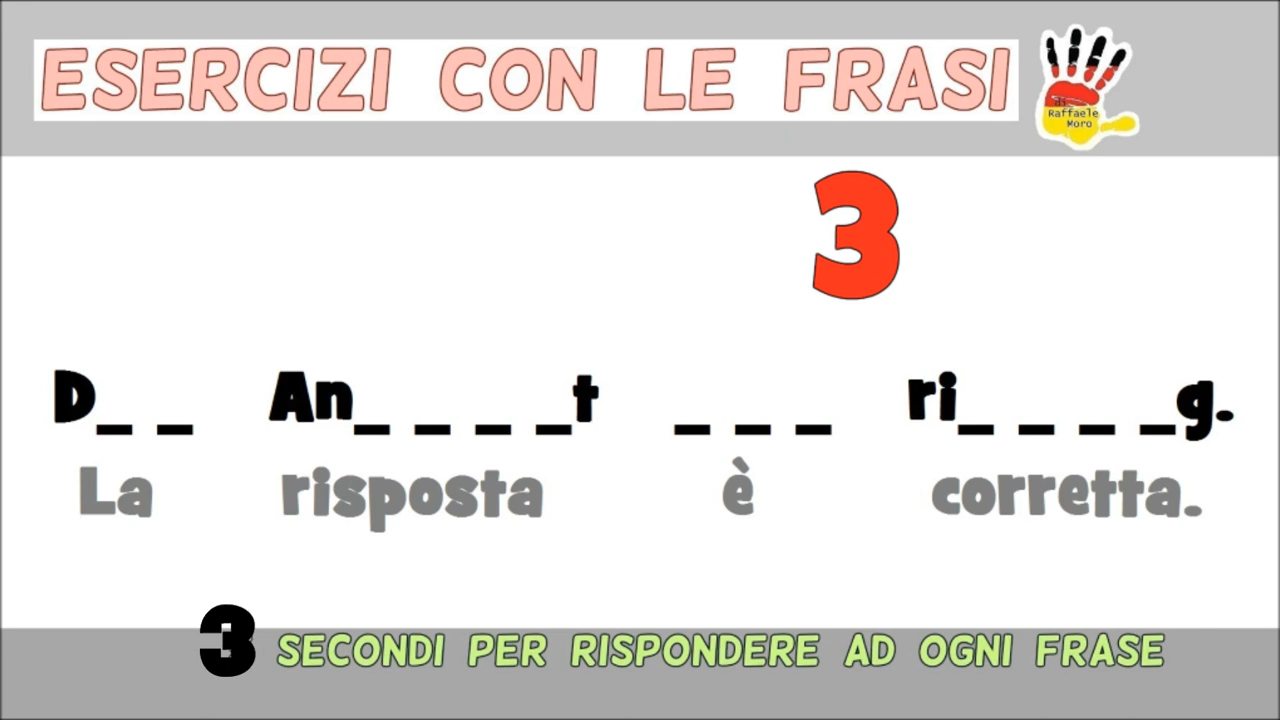 ESERCIZI CON LE FRASI
di
Raffaele
Moro
3
D_ _ An_ _ _ _t _ _ _ ri_ _ _ _g.
La risposta è corretta.
3 SECONDI PER RISPONDERE AD OGNI FRASE